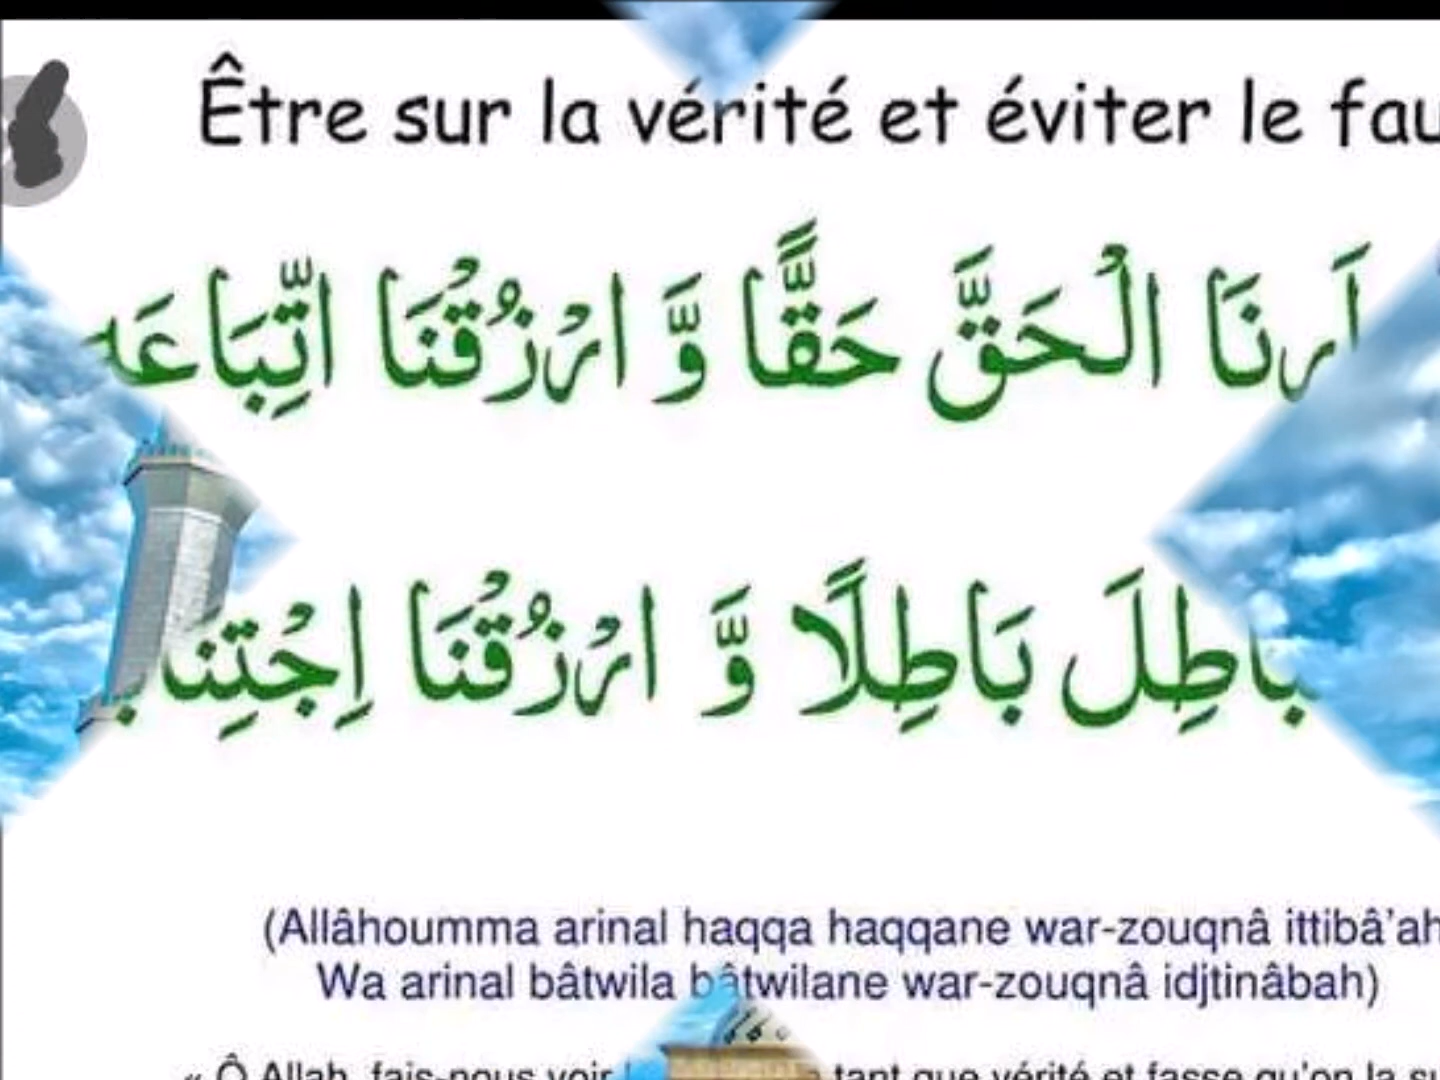 Être sur la vérité et éviter le fau
اَرِنَا الْحَقَّ حَقًّا وَّ ارْزُقْنَا اتِّبَاعَه
بَاطِلَ بَاطِلًا وَّ ارْزُقْنَا اِجْتِنَاب
(Allâhoumma arinal haqqa haqqane war-zouqnâ ittibâ'ah
Wa arinal bâtwila bâtwilane war-zouqnâ idjtinâbah)
« Ô Allah, fais-nous voir tant que vérité et fasse qu'on la su